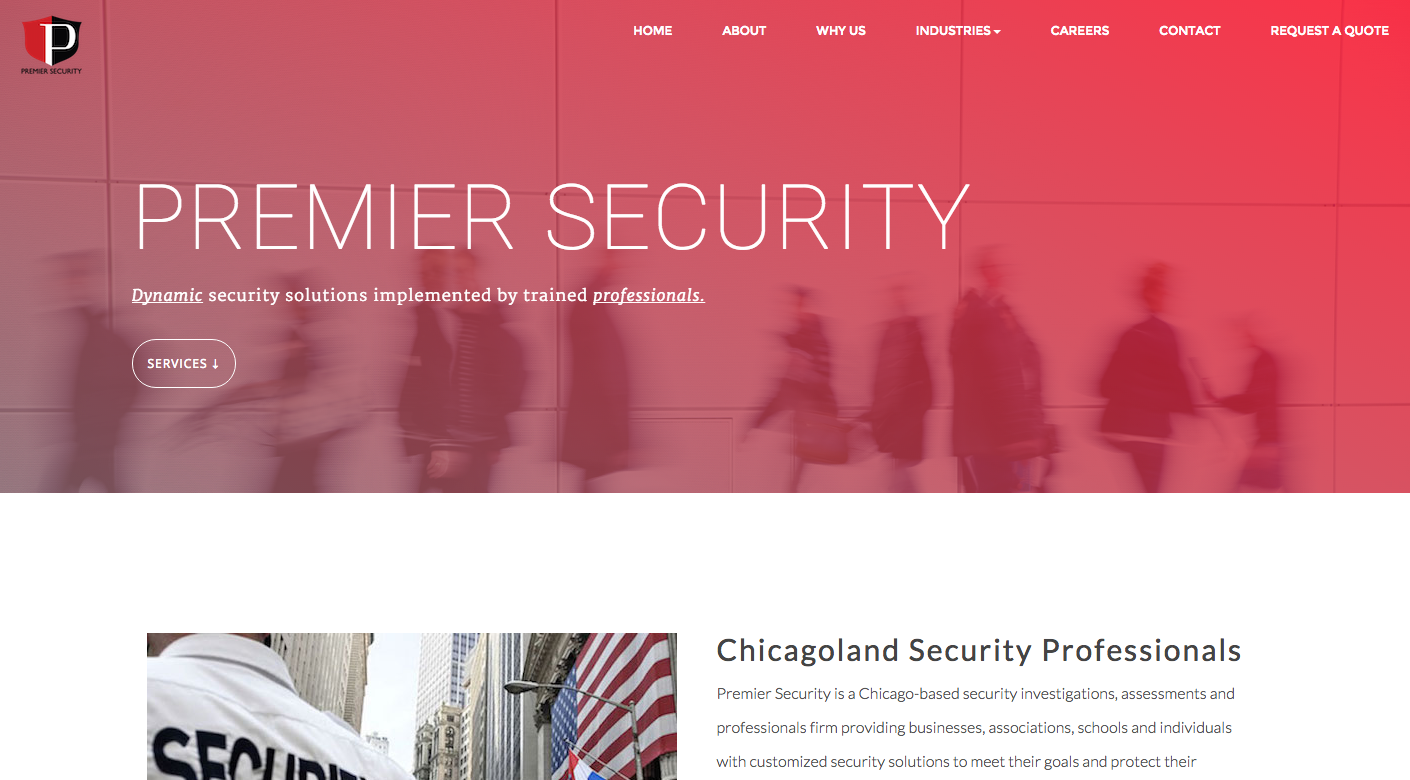 P
PREMIER SECURITY
HOME ABOUT WHY US INDUSTRIES CAREERS CONTACT REQUEST A QUOTE
PREMIER SECURITY
Dynamic security solutions implemented by trained professionals.
SERVICES ↓
Chicagoland Security Professionals
Premier Security is a Chicago-based security investigations, assessments and
professionals firm providing businesses, associations, schools and individuals
with customized security solutions to meet their goals and protect their
SECURITY